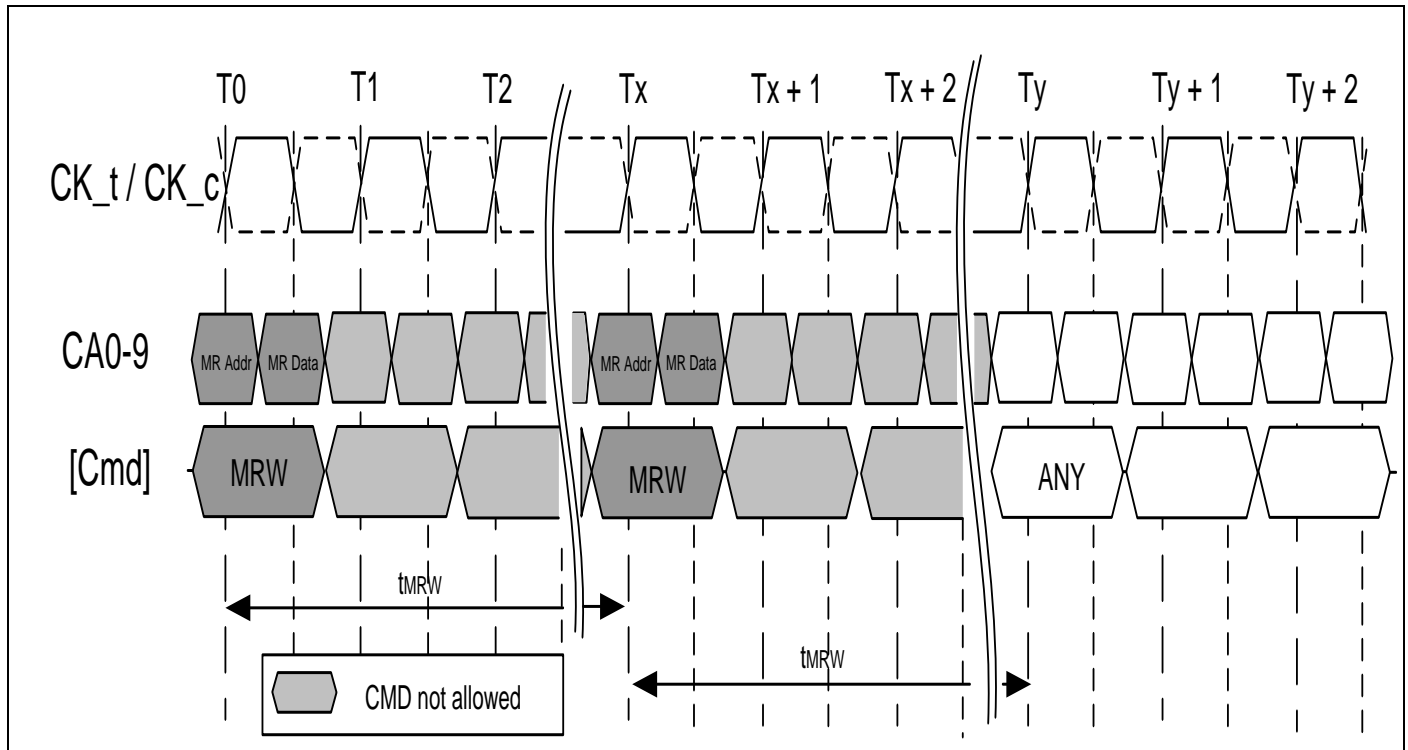 T0 T1 T2 Tx Tx + 1 Tx + 2 Ty Ty + 1 Ty + 2
CK_t / CK_c
CA0-9 MR Addr MR Data MR Addr MR Data
[Cmd] MRW MRW ANY
tMRW
tMRW
CMD not allowed